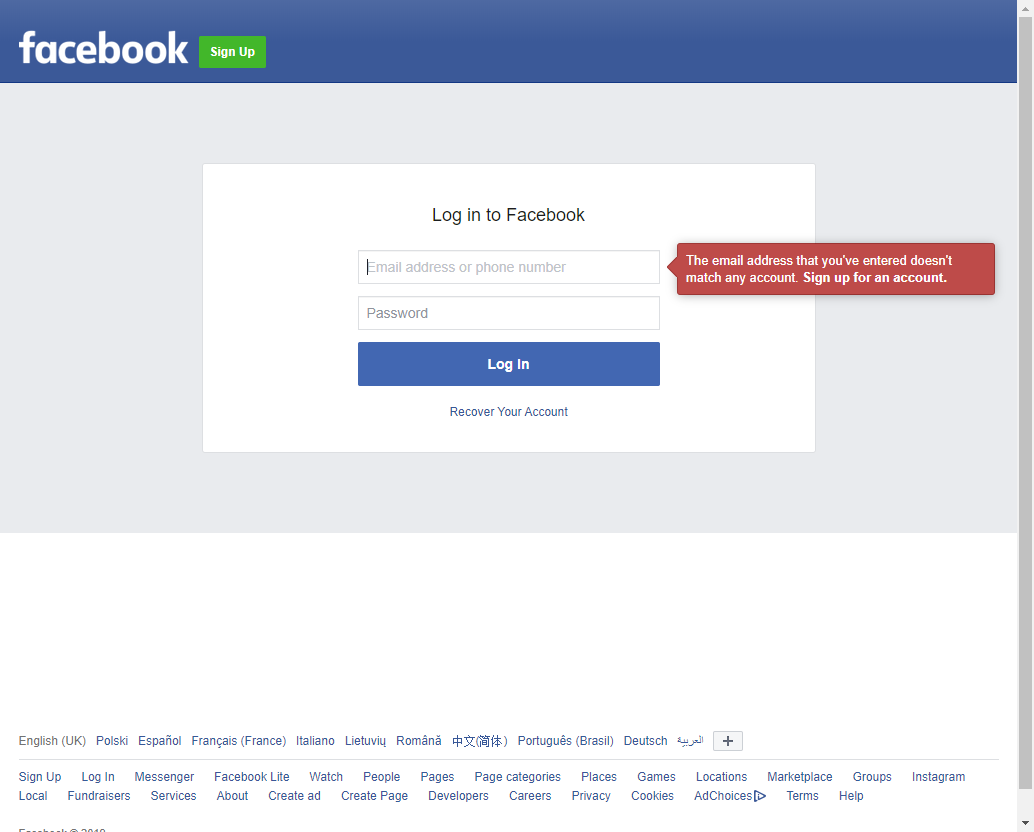 facebook Sign Up
Log in to Facebook
Email address or phone number
The email address that you've entered doesn't
match any account. Sign up for an account.
Password
Log In
Recover Your Account
English (UK) Polski Español Français (France) Italiano Lietuvių Română 中文(简体) Português (Brasil) Deutsch العربية +
Sign Up Log In Messenger Facebook Lite Watch People Pages Page categories Places Games Locations Marketplace Groups Instagram
Local Fundraisers Services About Create ad Create Page Developers Careers Privacy Cookies AdChoices Terms Help
Facebook ©